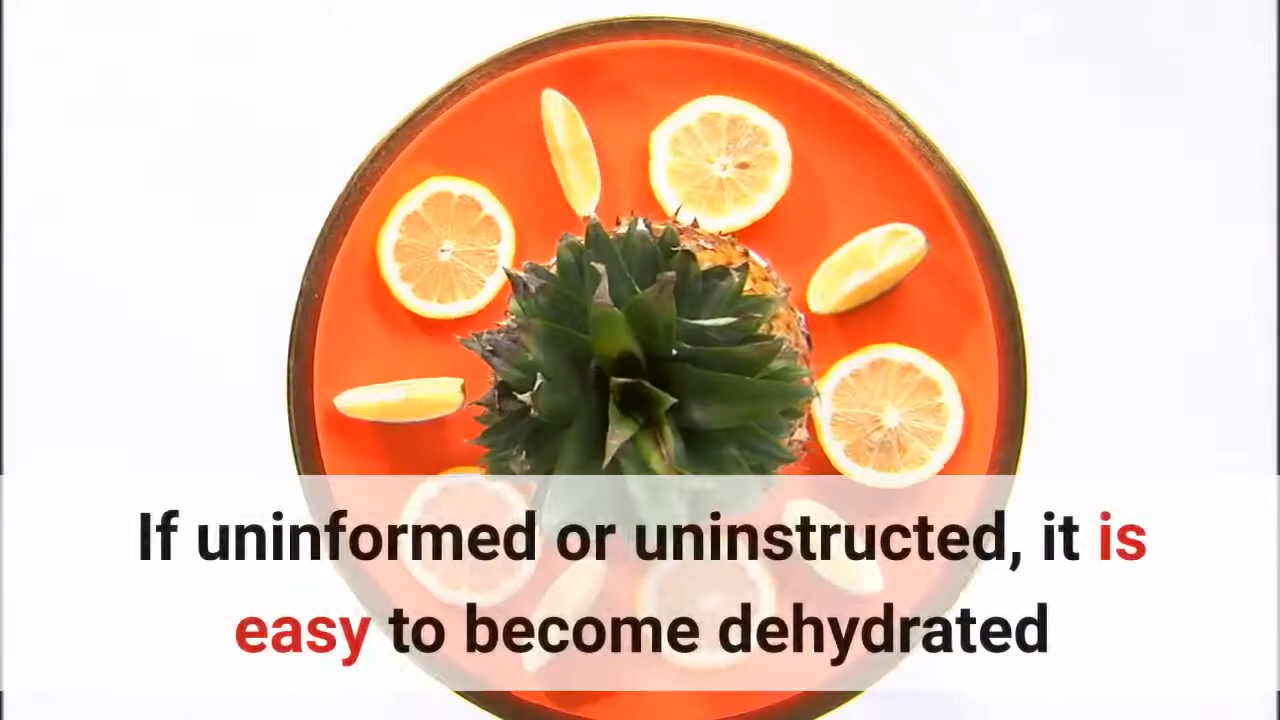 If uninformed or uninstructed, it is
easy to become dehydrated